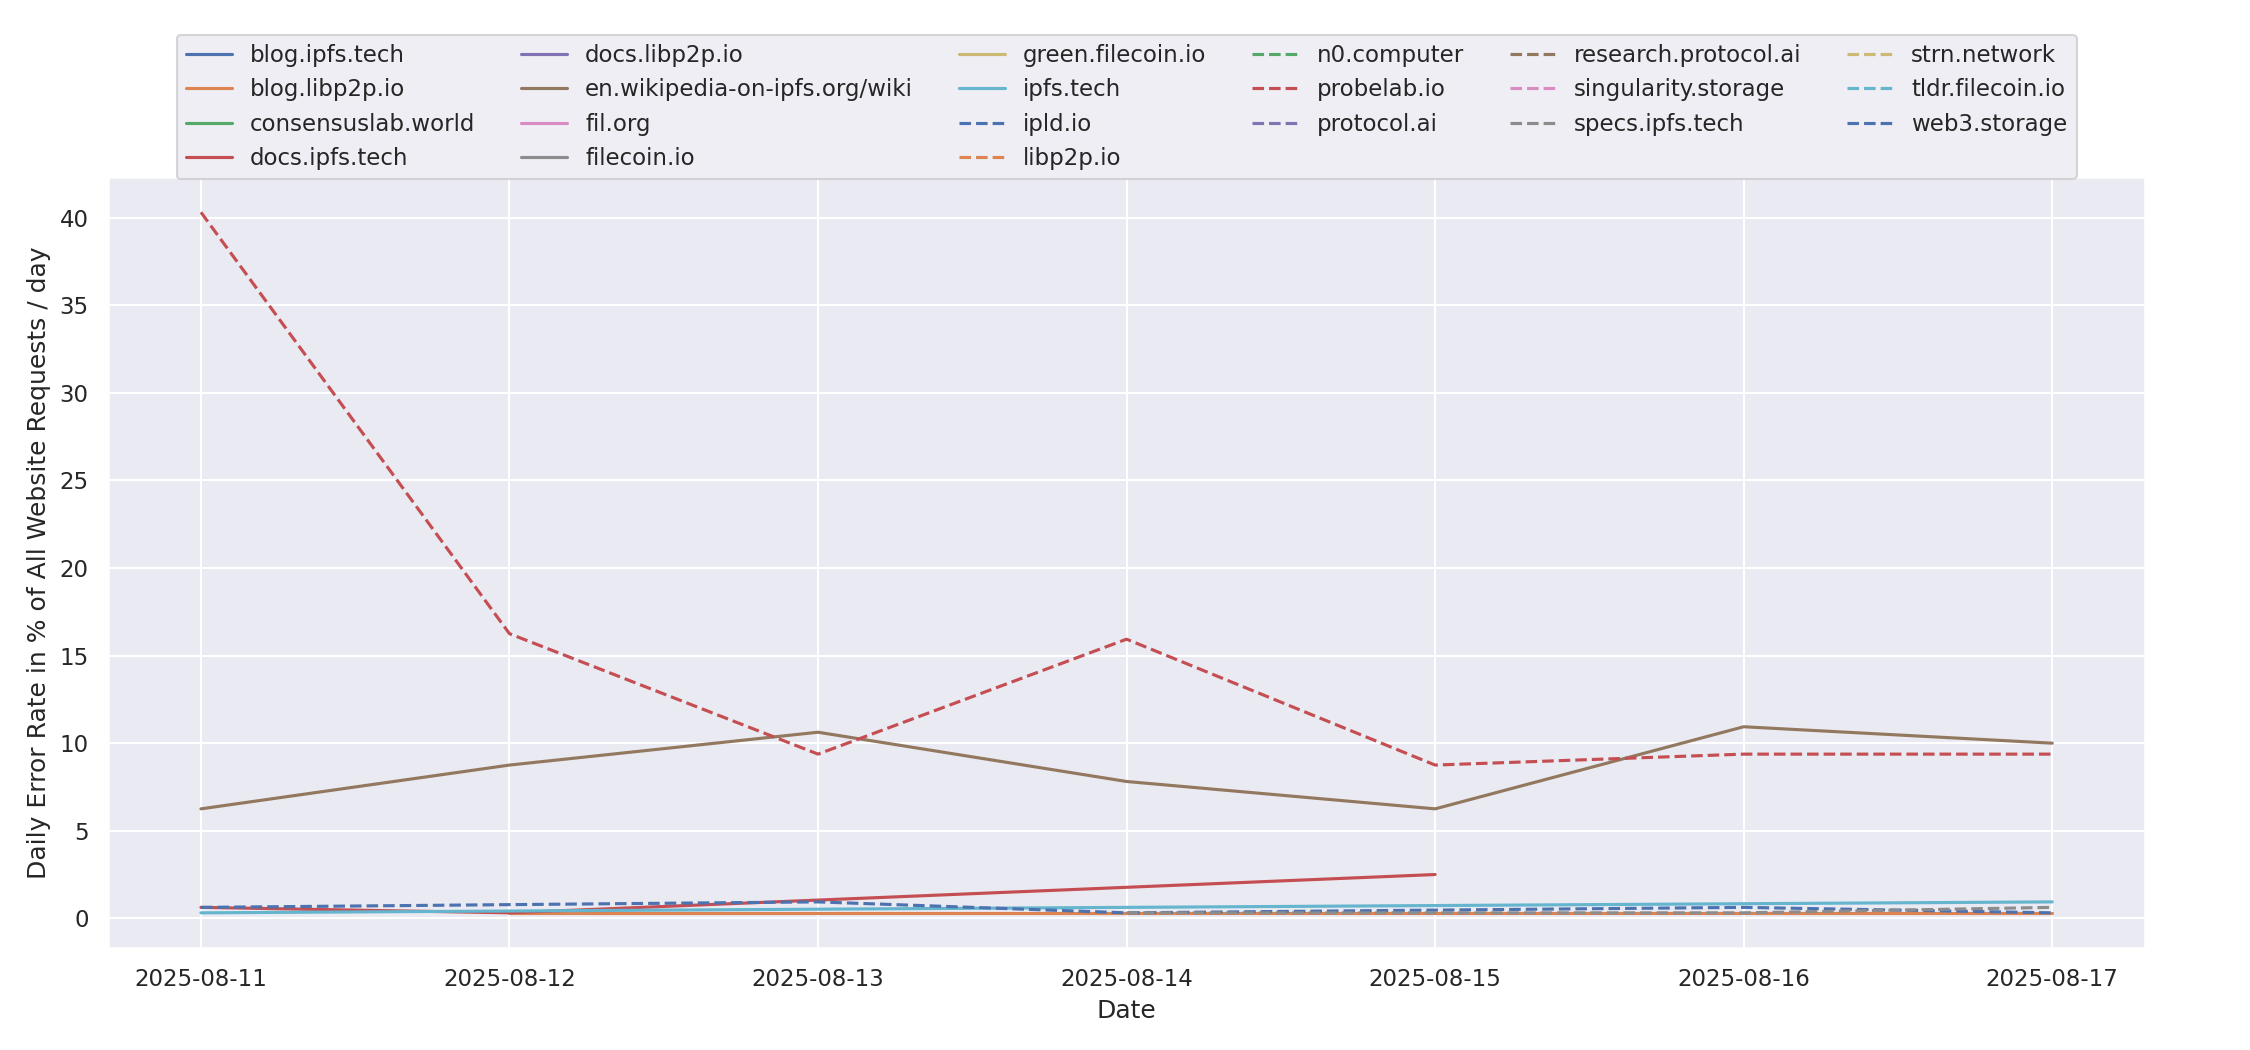 blog.ipfs.tech
blog.libp2p.io
consensuslab.world
docs.ipfs.tech
docs.libp2p.io
en.wikipedia-on-ipfs.org/wiki
fil.org
filecoin.io
green.filecoin.io
ipfs.tech
ipld.io
libp2p.io
n0.computer
probelab.io
protocol.ai
research.protocol.ai
singularity.storage
specs.ipfs.tech
strn.network
tldr.filecoin.io
web3.storage
Daily Error Rate in % of All Website Requests / day
40
35
30
25
20
15
10
5
0
2025-08-11
2025-08-12
2025-08-13
2025-08-14
2025-08-15
2025-08-16
2025-08-17
Date